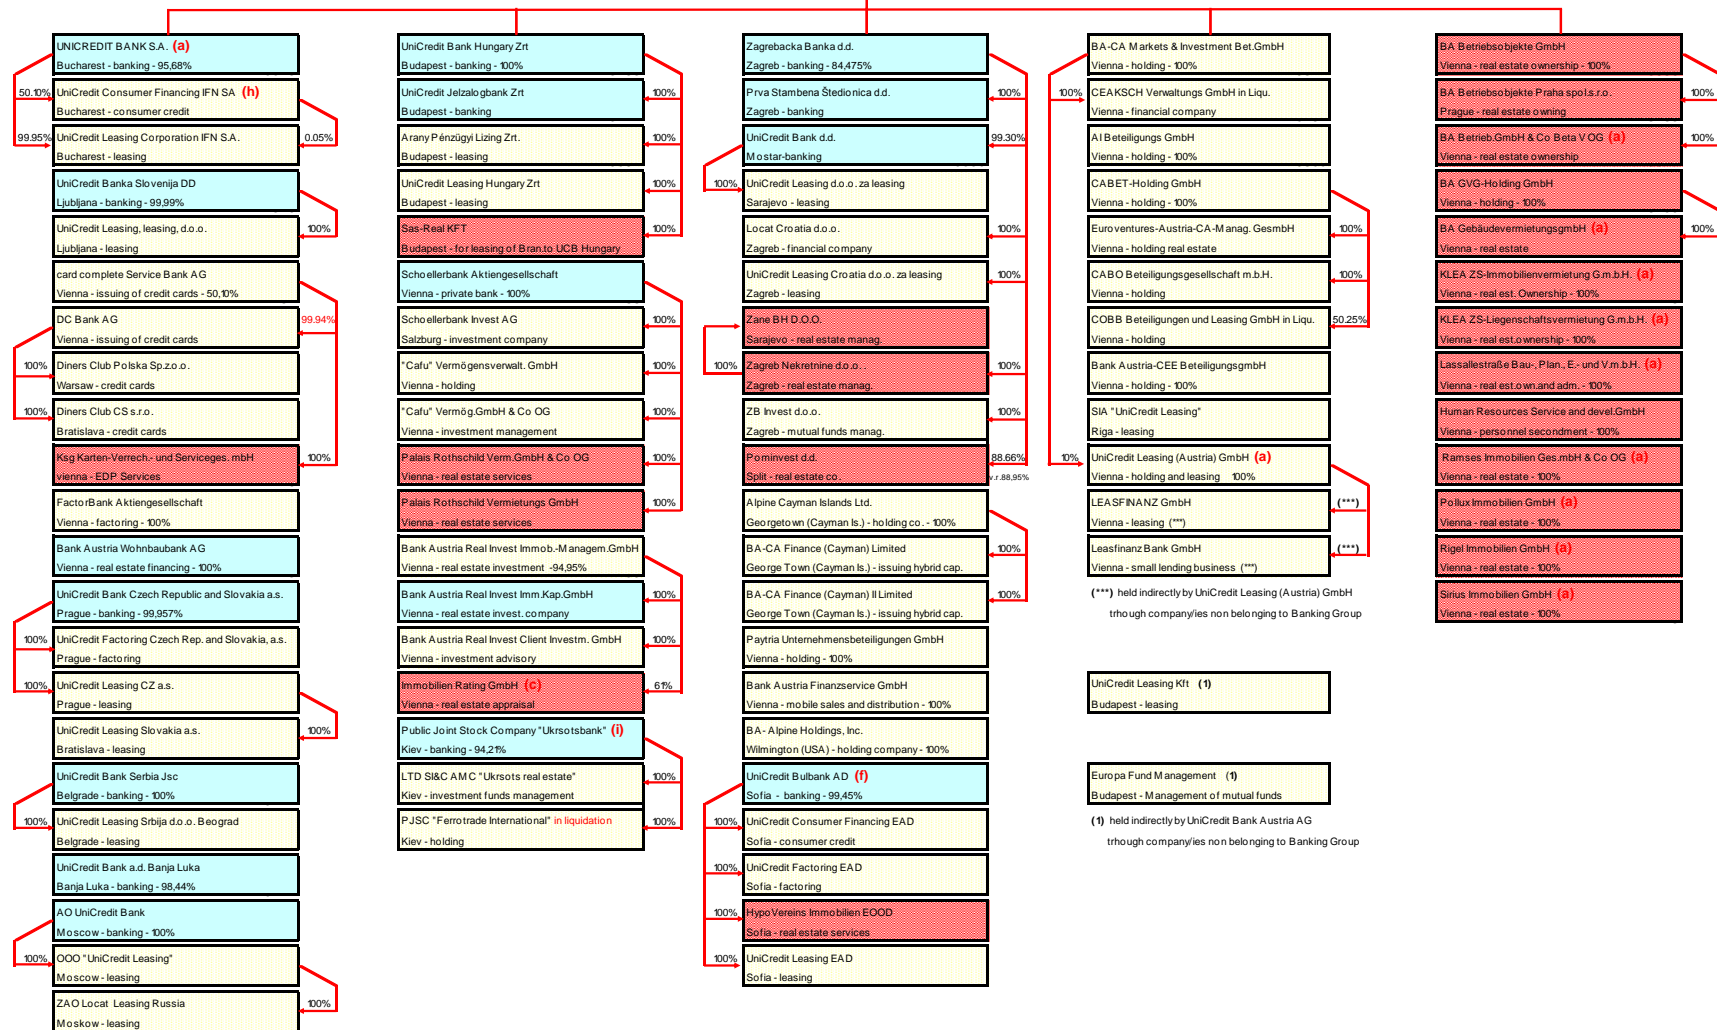 UNICREDIT BANK S.A. (a)
Bucharest - banking - 95,68%
50.10%
UniCredit Consumer Financing IFN SA (h)
Bucharest - consumer credit
99.95%
UniCredit Leasing Corporation IFN S.A.
0.05%
Bucharest - leasing
UniCredit Banka Slovenija DD
Ljubljana - banking - 99,99%
UniCredit Leasing, leasing, d.o.o.
100%
Ljubljana - leasing
card complete Service Bank AG
Vienna - issuing of credit cards - 50,10%
DC Bank AG
99.94%
Vienna - issuing of credit cards
100%
Diners Club Polska Sp.z.o.o.
Warsaw - credit cards
100%
Diners Club CS s.r.o.
Bratislava - credit cards
Ksg Karten-Verrech.- und Serviceges. mbH
100%
vienna - EDP Services
FactorBank Aktiengesellschaft
Vienna - factoring - 100%
Bank Austria Wohnbaubank AG
Vienna - real estate financing - 100%
UniCredit Bank Czech Republic and Slovakia a.s.
Prague - banking - 99,957%
100%
UniCredit Factoring Czech Rep. and Slovakia, a.s.
Prague - factoring
100%
UniCredit Leasing CZ a.s.
Prague - leasing
UniCredit Leasing Slovakia a.s.
100%
Bratislava - leasing
UniCredit Bank Serbia Jsc
Belgrade - banking - 100%
100%
UniCredit Leasing Srbija d.o.o. Beograd
Belgrade - leasing
UniCredit Bank a.d. Banja Luka
Banja Luka - banking - 98,44%
AO UniCredit Bank
Moscow - banking - 100%
100%
OOO "UniCredit Leasing"
Moscow - leasing
ZAO Locat Leasing Russia
100%
Moskow - leasing
UniCredit Bank Hungary Zrt
Budapest - banking - 100%
UniCredit Jelzalogbank Zrt
100%
Budapest - banking
Arany Pénzügyi Lizing Zrt.
100%
Budapest - leasing
UniCredit Leasing Hungary Zrt
100%
Budapest - leasing
Sas-Real KFT
100%
Budapest - for leasing of Bran.to UCB Hungary
Schoellerbank Aktiengesellschaft
Vienna - private bank - 100%
Schoellerbank Invest AG
100%
Salzburg - investment company
"Cafu" Vermögensverwalt. GmbH
100%
Vienna - holding
"Cafu" Vermög.GmbH & Co OG
100%
Vienna - investment management
Palais Rothschild Verm.GmbH & Co OG
100%
Vienna - real estate services
Palais Rothschild Vermietungs GmbH
100%
Vienna - real estate services
Bank Austria Real Invest Immob.-Managem.GmbH
Vienna - real estate investment -94,95%
Bank Austria Real Invest Imm.Kap.GmbH
100%
Vienna - real estate invest. company
Bank Austria Real Invest Client Investm. GmbH
100%
Vienna - investment advisory
Immobilien Rating GmbH (c)
61%
Vienna - real estate appraisal
Public Joint Stock Company "Ukrsotsbank" (i)
Kiev - banking - 94,21%
LTD SI&C AMC "Ukrsots real estate"
100%
Kiev - investment funds management
PJSC "Ferrotrade International" in liquidation
100%
Kiev - holding
Zagrebacka Banka d.d.
Zagreb - banking - 84,475%
Prva Stambena Štedionica d.d.
100%
Zagreb - banking
UniCredit Bank d.d.
99.30%
Mostar-banking
100%
UniCredit Leasing d.o.o. za leasing
Sarajevo - leasing
Locat Croatia d.o.o.
100%
Zagreb - financial company
UniCredit Leasing Croatia d.o.o. za leasing
100%
Zagreb - leasing
Zane BH D.O.O.
Sarajevo - real estate manag.
100%
Zagreb Nekretnine d.o.o.
100%
Zagreb - real estate manag.
ZB Invest d.o.o.
100%
Zagreb - mutual funds manag.
Pominvest d.d.
88.66%
Split - real estate co.
v.r.88,95%
Alpine Cayman Islands Ltd.
Georgetown (Cayman Is.) - holding co. - 100%
BA-CA Finance (Cayman) Limited
100%
George Town (Cayman Is.) - issuing hybrid cap.
BA-CA Finance (Cayman) II Limited
100%
George Town (Cayman Is.) - issuing hybrid cap.
Paytria Unternehmensbeteiligungen GmbH
Vienna - holding - 100%
Bank Austria Finanzservice GmbH
Vienna - mobile sales and distribution - 100%
BA- Alpine Holdings, Inc.
Wilmington (USA) - holding company - 100%
UniCredit Bulbank AD (f)
Sofia - banking - 99,45%
100%
UniCredit Consumer Financing EAD
Sofia - consumer credit
100%
UniCredit Factoring EAD
Sofia - factoring
100%
HypoVereins Immobilien EOOD
Sofia - real estate services
100%
UniCredit Leasing EAD
Sofia - leasing
BA-CA Markets & Investment Bet.GmbH
Vienna - holding - 100%
100%
CEAKSCH Verwaltungs GmbH in Liqu.
Vienna - financial company
AI Beteiligungs GmbH
Vienna - holding - 100%
CABET-Holding GmbH
Vienna - holding - 100%
Euroventures-Austria-CA-Manag. GesmbH
100%
Vienna - holding real estate
CABO Beteiligungsgesellschaft m.b.H.
100%
Vienna - holding
COBB Beteiligungen und Leasing GmbH in Liqu.
50.25%
Vienna - holding
Bank Austria-CEE BeteiligungsgmbH
Vienna - holding - 100%
SIA "UniCredit Leasing"
Riga - leasing
10%
UniCredit Leasing (Austria) GmbH (a)
Vienna - holding and leasing 100%
LEASFINANZ GmbH
(***)
Vienna - leasing (***)
Leasfinanz Bank GmbH
(***)
Vienna - small lending business (***)
(***) held indirectly by UniCredit Leasing (Austria) GmbH
trhough company/ies non belonging to Banking Group
UniCredit Leasing Kft (1)
Budapest - leasing
Europa Fund Management (1)
Budapest - Management of mutual funds
(1) held indirectly by UniCredit Bank Austria AG
trhough company/ies non belonging to Banking Group
BA Betriebsobjekte GmbH
Vienna - real estate ownership - 100%
BA Betriebsobjekte Praha spol.s.r.o.
100%
Prague - real estate owning
BA Betrieb.GmbH & Co Beta V OG (a)
100%
Vienna - real estate ownership
BA GVG-Holding GmbH
Vienna - holding - 100%
BA GebäudevermietungsgmbH (a)
100%
Vienna - real estate
KLEA ZS-Immobilienvermietung G.m.b.H. (a)
Vienna - real est. Ownership - 100%
KLEA ZS-Liegenschaftsvermietung G.m.b.H. (a)
Vienna - real est.ownership - 100%
Lassallestraße Bau-, Plan., E.- und V.m.b.H. (a)
Vienna - real est.own.and adm. - 100%
Human Resources Service and devel.GmbH
Vienna - personnel secondment - 100%
Ramses Immobilien Ges.mbH & Co OG (a)
Vienna - real estate - 100%
Pollux Immobilien GmbH (a)
Vienna - real estate - 100%
Rigel Immobilien GmbH (a)
Vienna - real estate - 100%
Sirius Immobilien GmbH (a)
Vienna - real estate - 100%